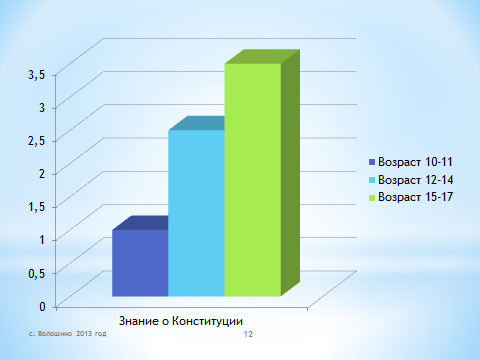 3,5
3
2,5
2
1,5
1
0,5
0
Возраст 10-11
Возраст 12-14
Возраст 15-17
Знание о Конституции
с. Волошино 2013 год
12